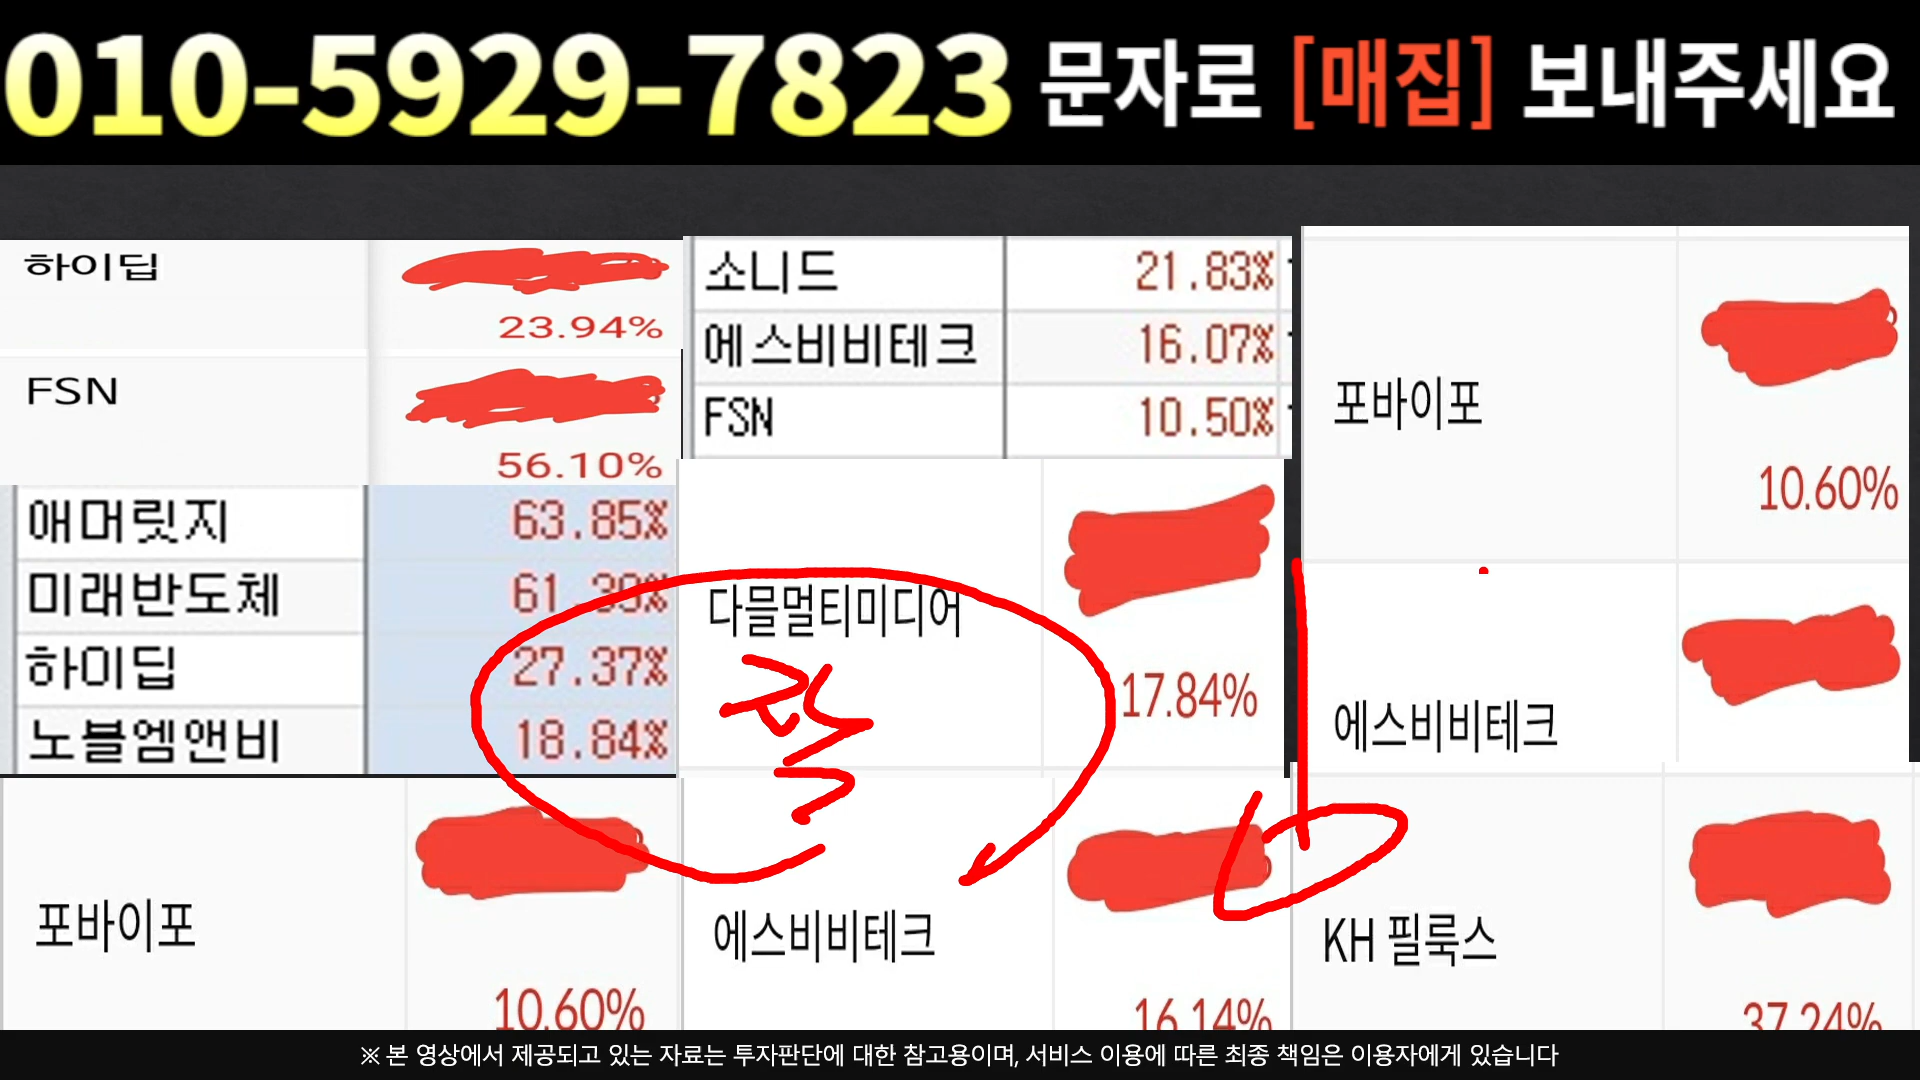 010-5929-7823 문자로 [매집] 보내주세요
하이딥
23.94%
FSN
56.10%
애머릿지 63.85%
미래반도체 61.39%
하이딥 27.37%
노블엠앤비 18.84%
소니드 21.83%
에스비비테크 16.07%
FSN 10.50%
다믈멀티미디어
17.84%
포바이포
10.60%
에스비비테크
포바이포
10.60%
에스비비테크
16.14%
KH 필룩스
37.24%
※ 본 영상에서 제공되고 있는 자료는 투자판단에 대한 참고용이며, 서비스 이용에 따른 최종 책임은 이용자에게 있습니다